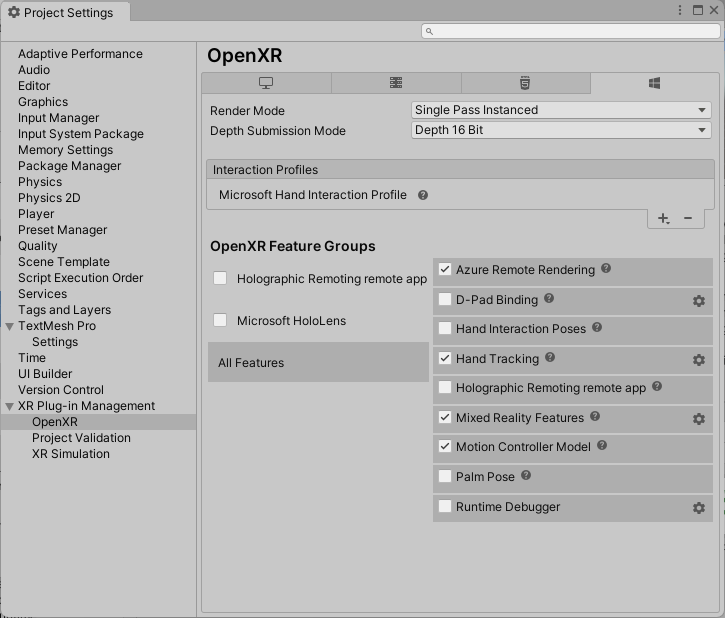 Project Settings
Adaptive Performance
Audio
Editor
Graphics
Input Manager
Input System Package
Memory Settings
Package Manager
Physics
Physics 2D
Player
Preset Manager
Quality
Scene Template
Script Execution Order
Services
Tags and Layers
TextMesh Pro
Settings
Time
UI Builder
Version Control
XR Plug-in Management
OpenXR
Project Validation
XR Simulation
OpenXR
Render Mode Single Pass Instanced
Depth Submission Mode Depth 16 Bit
Interaction Profiles
Microsoft Hand Interaction Profile
OpenXR Feature Groups
Holographic Remoting remote app
Microsoft HoloLens
All Features
Azure Remote Rendering
D-Pad Binding
Hand Interaction Poses
Hand Tracking
Holographic Remoting remote app
Mixed Reality Features
Motion Controller Model
Palm Pose
Runtime Debugger